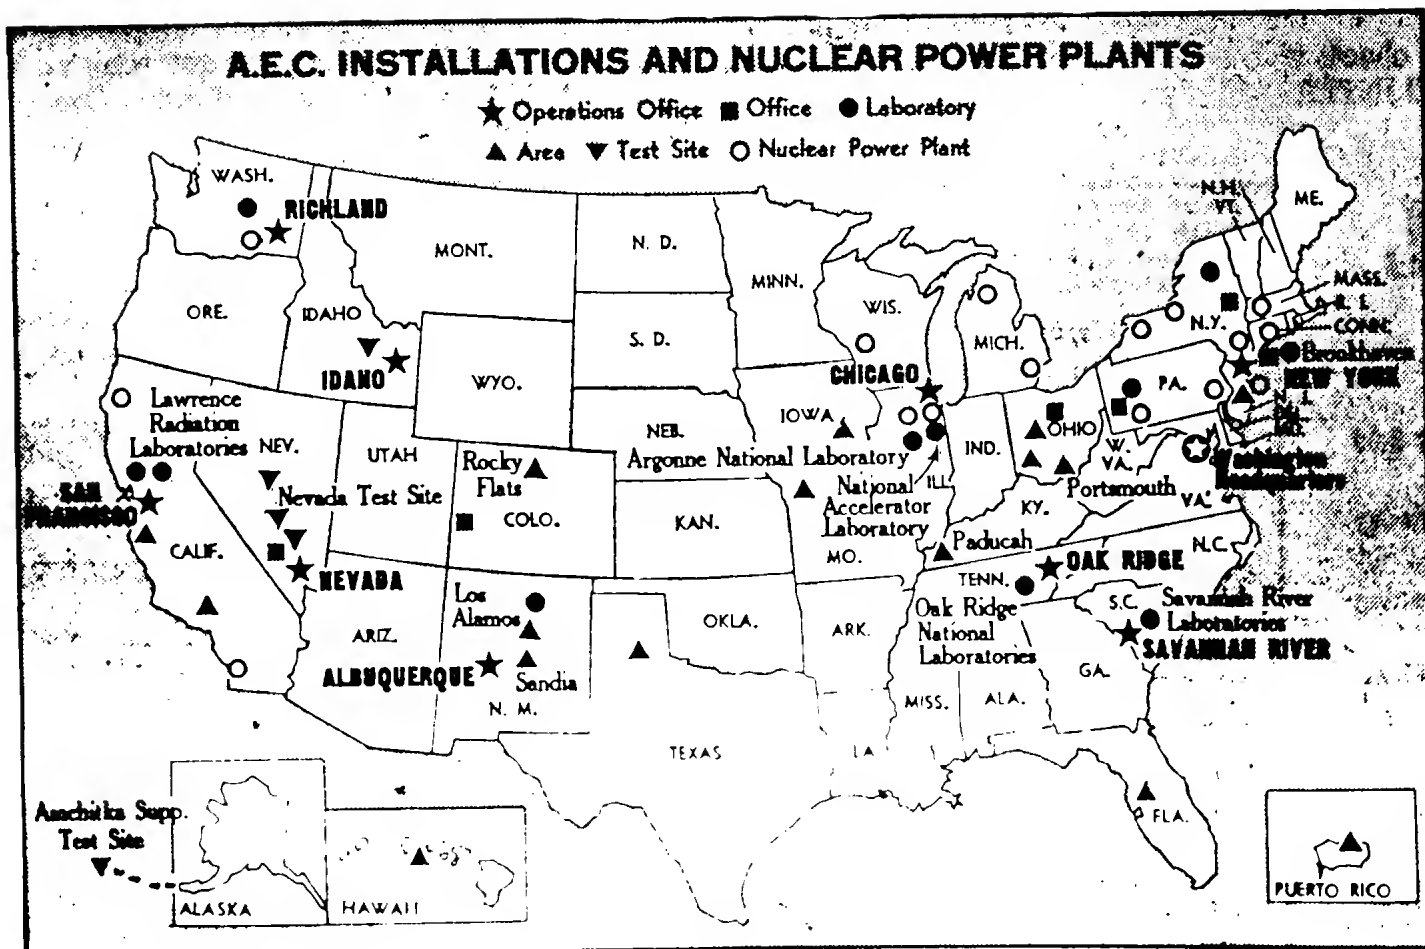 A.E.C. INSTALLATIONS AND NUCLEAR POWER PLANTS
Operations Office
Office
Laboratory
Area
Test Site
Nuclear Power Plant
WASH.
RICHLAND
MONT.
N. D.
MINN.
WIS.
MICH.
N.H.
VT.
ME.
MASS.
R. I.
CONN.
N.Y.
Brookhaven
NEW YORK
ORE.
IDAHO
IDAHO
WYO.
S. D.
CHICAGO
IOWA
NEB.
PA.
N. J.
DEL.
MD.
OHIO
IND.
ILL.
W.
VA.
Washington
Headquarters
VA.
Lawrence
Radiation
Laboratories
NEV.
UTAH
Rocky
Flats
COLO.
KAN.
Argonne National Laboratory
National
Accelerator
Laboratory
MO.
Portsmouth
KY.
Paducah
SAN
FRANCISCO
CALIF.
Nevada Test Site
NEVADA
ARIZ.
Los
Alamos
ALBUQUERQUE
Sandia
N. M.
OKLA.
ARK.
TENN.
OAK RIDGE
N.C.
Oak Ridge
National
Laboratories
S.C.
Savannah River
Laboratories
SAVANNAH RIVER
GA.
ALA.
MISS.
LA
TEXAS
FLA.
Amchitka Supp.
Test Site
ALASKA
HAWAII
PUERTO RICO